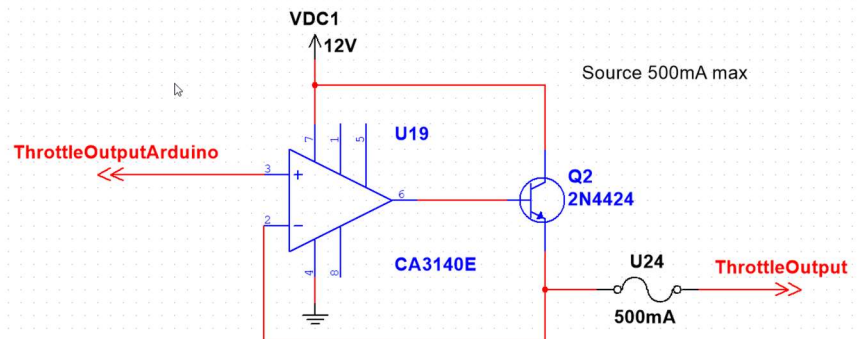 VDC1
12V
Source 500mA max
7
1
5
U19
ThrottleOutputArduino
3
+
Q2
2N4424
6
2
−
4
8
CA3140E
U24
ThrottleOutput
500mA